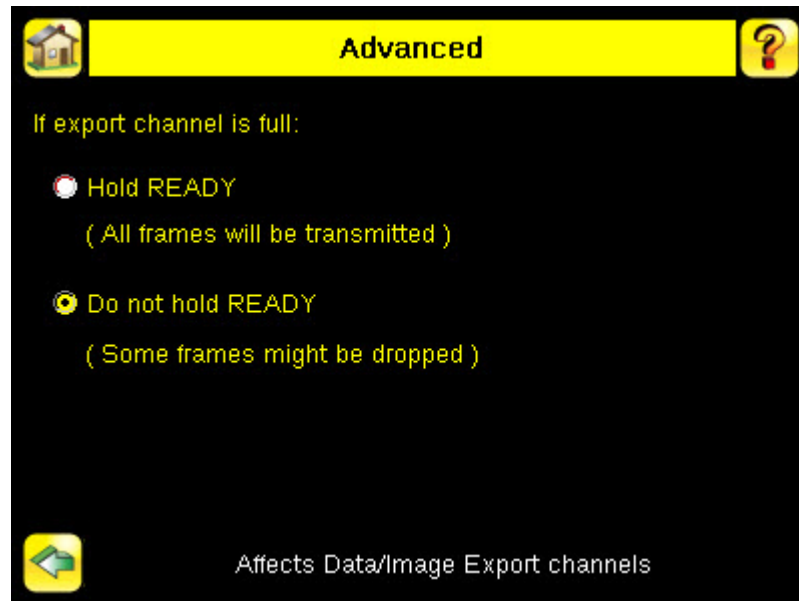 Advanced
If export channel is full:
Hold READY
( All frames will be transmitted )
Do not hold READY
( Some frames might be dropped )
Affects Data/Image Export channels